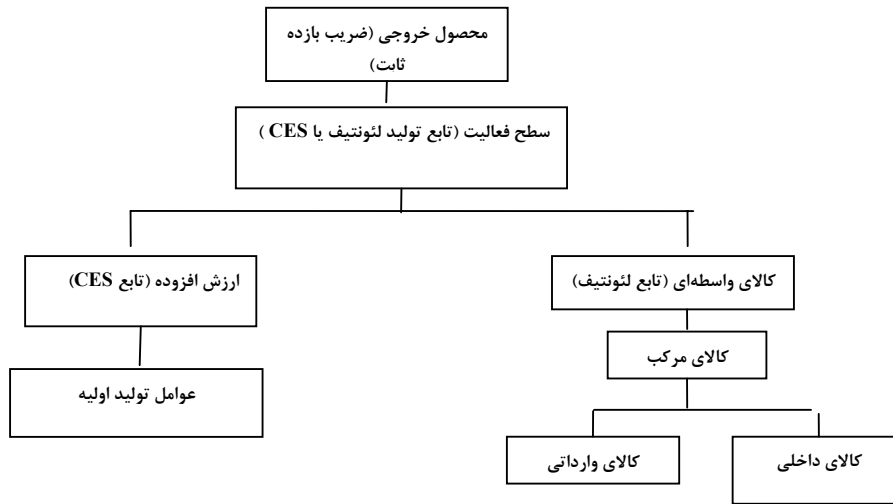 محصول خروجی (ضریب بازده
ثابت)
سطح فعالیت (تابع تولید لئونتیف یا CES )
کالای واسطه‌ای (تابع لئونتیف)
ارزش افزوده (تابع CES)
کالای مرکب
عوامل تولید اولیه
کالای داخلی
کالای وارداتی